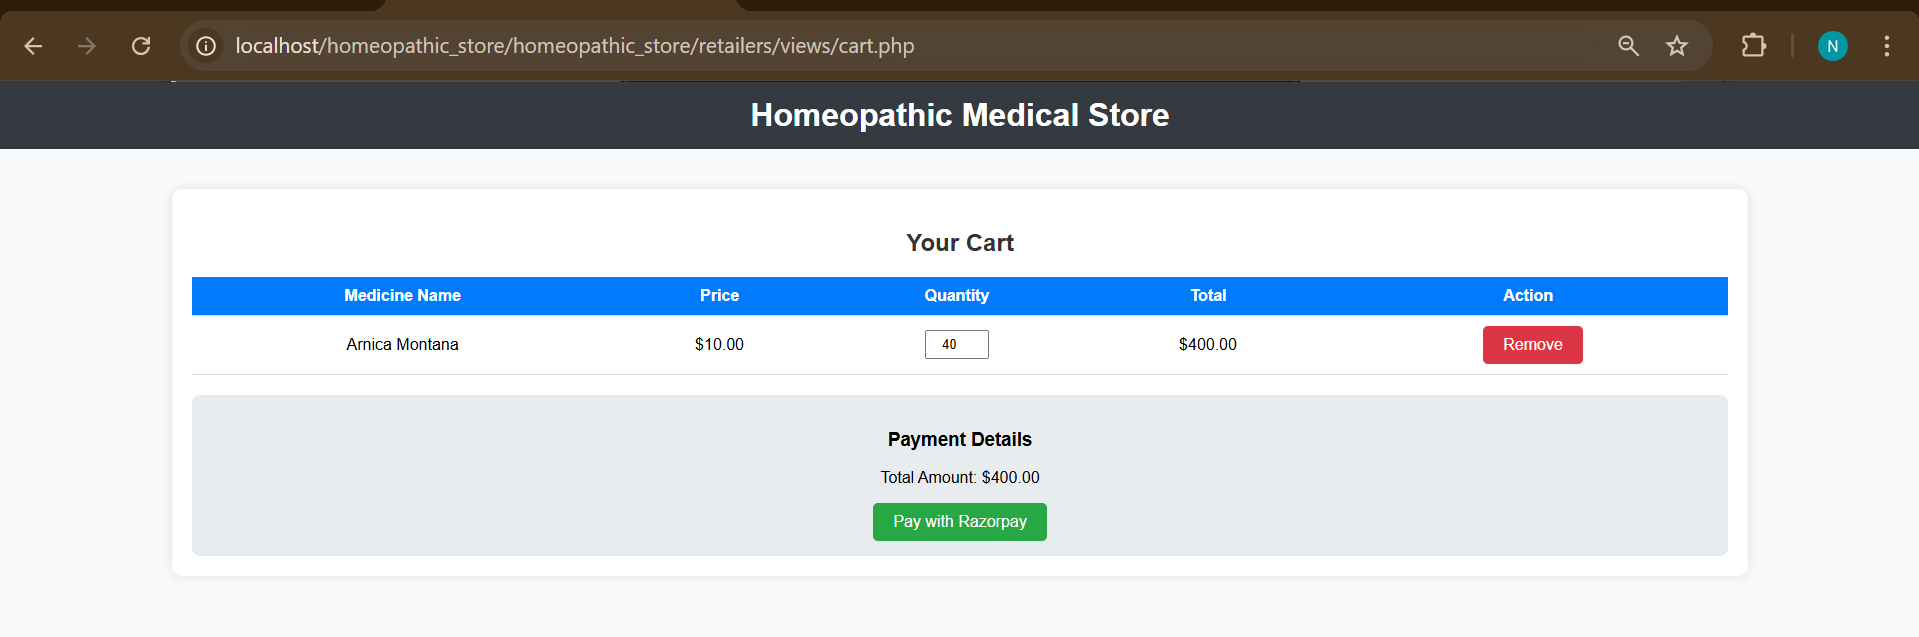 localhost/homeopathic_store/homeopathic_store/retailers/views/cart.php
N
Homeopathic Medical Store
Your Cart
Medicine Name Price Quantity Total Action
Arnica Montana $10.00 40 $400.00 Remove
Payment Details
Total Amount: $400.00
Pay with Razorpay